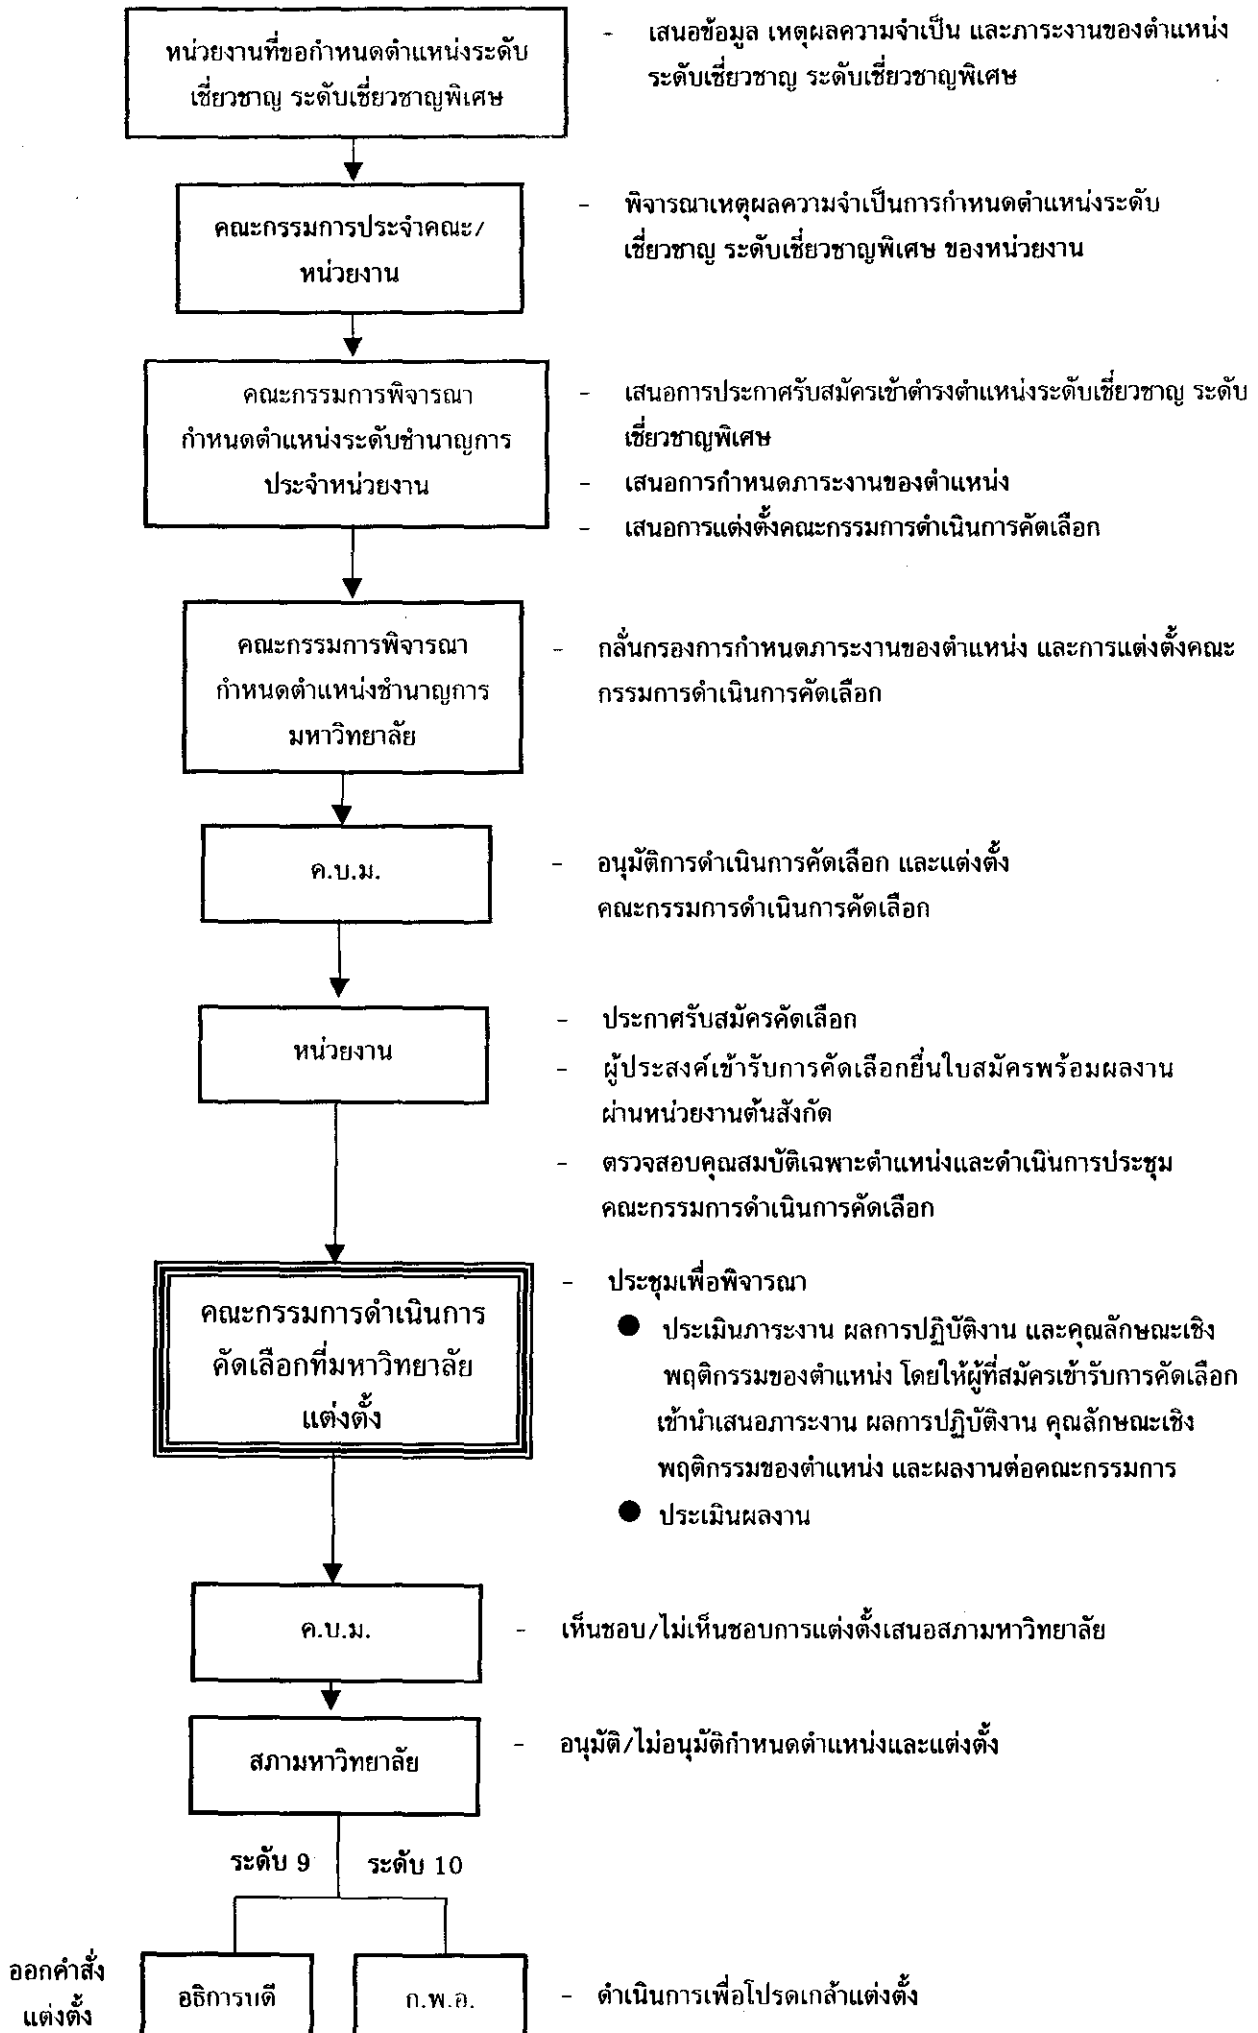 หน่วยงานที่ขอกำหนดตำแหน่งระดับ
เชี่ยวชาญ ระดับเชี่ยวชาญพิเศษ
- เสนอข้อมูล เหตุผลความจำเป็น และภาระงานของตำแหน่ง
ระดับเชี่ยวชาญ ระดับเชี่ยวชาญพิเศษ
คณะกรรมการประจำคณะ/
หน่วยงาน
- พิจารณาเหตุผลความจำเป็นการกำหนดตำแหน่งระดับ
เชี่ยวชาญ ระดับเชี่ยวชาญพิเศษ ของหน่วยงาน
คณะกรรมการพิจารณา
กำหนดตำแหน่งระดับชำนาญการ
ประจำหน่วยงาน
- เสนอการประกาศรับสมัครเข้าดำรงตำแหน่งระดับเชี่ยวชาญ ระดับ
เชี่ยวชาญพิเศษ
- เสนอการกำหนดภาระงานของตำแหน่ง
- เสนอการแต่งตั้งคณะกรรมการดำเนินการคัดเลือก
คณะกรรมการพิจารณา
กำหนดตำแหน่งชำนาญการ
มหาวิทยาลัย
- กลั่นกรองการกำหนดภาระงานของตำแหน่ง และการแต่งตั้งคณะ
กรรมการดำเนินการคัดเลือก
ค.บ.ม.
- อนุมัติการดำเนินการคัดเลือก และแต่งตั้ง
คณะกรรมการดำเนินการคัดเลือก
หน่วยงาน
- ประกาศรับสมัครคัดเลือก
- ผู้ประสงค์เข้ารับการคัดเลือกยื่นใบสมัครพร้อมผลงาน
ผ่านหน่วยงานต้นสังกัด
- ตรวจสอบคุณสมบัติเฉพาะตำแหน่งและดำเนินการประชุม
คณะกรรมการดำเนินการคัดเลือก
คณะกรรมการดำเนินการ
คัดเลือกที่มหาวิทยาลัย
แต่งตั้ง
- ประชุมเพื่อพิจารณา
● ประเมินภาระงาน ผลการปฏิบัติงาน และคุณลักษณะเชิง
พฤติกรรมของตำแหน่ง โดยให้ผู้ที่สมัครเข้ารับการคัดเลือก
เข้านำเสนอภาระงาน ผลการปฏิบัติงาน คุณลักษณะเชิง
พฤติกรรมของตำแหน่ง และผลงานต่อคณะกรรมการ
● ประเมินผลงาน
ค.บ.ม.
- เห็นชอบ/ไม่เห็นชอบการแต่งตั้งเสนอสภามหาวิทยาลัย
สภามหาวิทยาลัย
- อนุมัติ/ไม่อนุมัติกำหนดตำแหน่งและแต่งตั้ง
ระดับ 9 ระดับ 10
ออกคำสั่ง
แต่งตั้ง
อธิการบดี
ก.พ.อ.
- ดำเนินการเพื่อโปรดเกล้าแต่งตั้ง